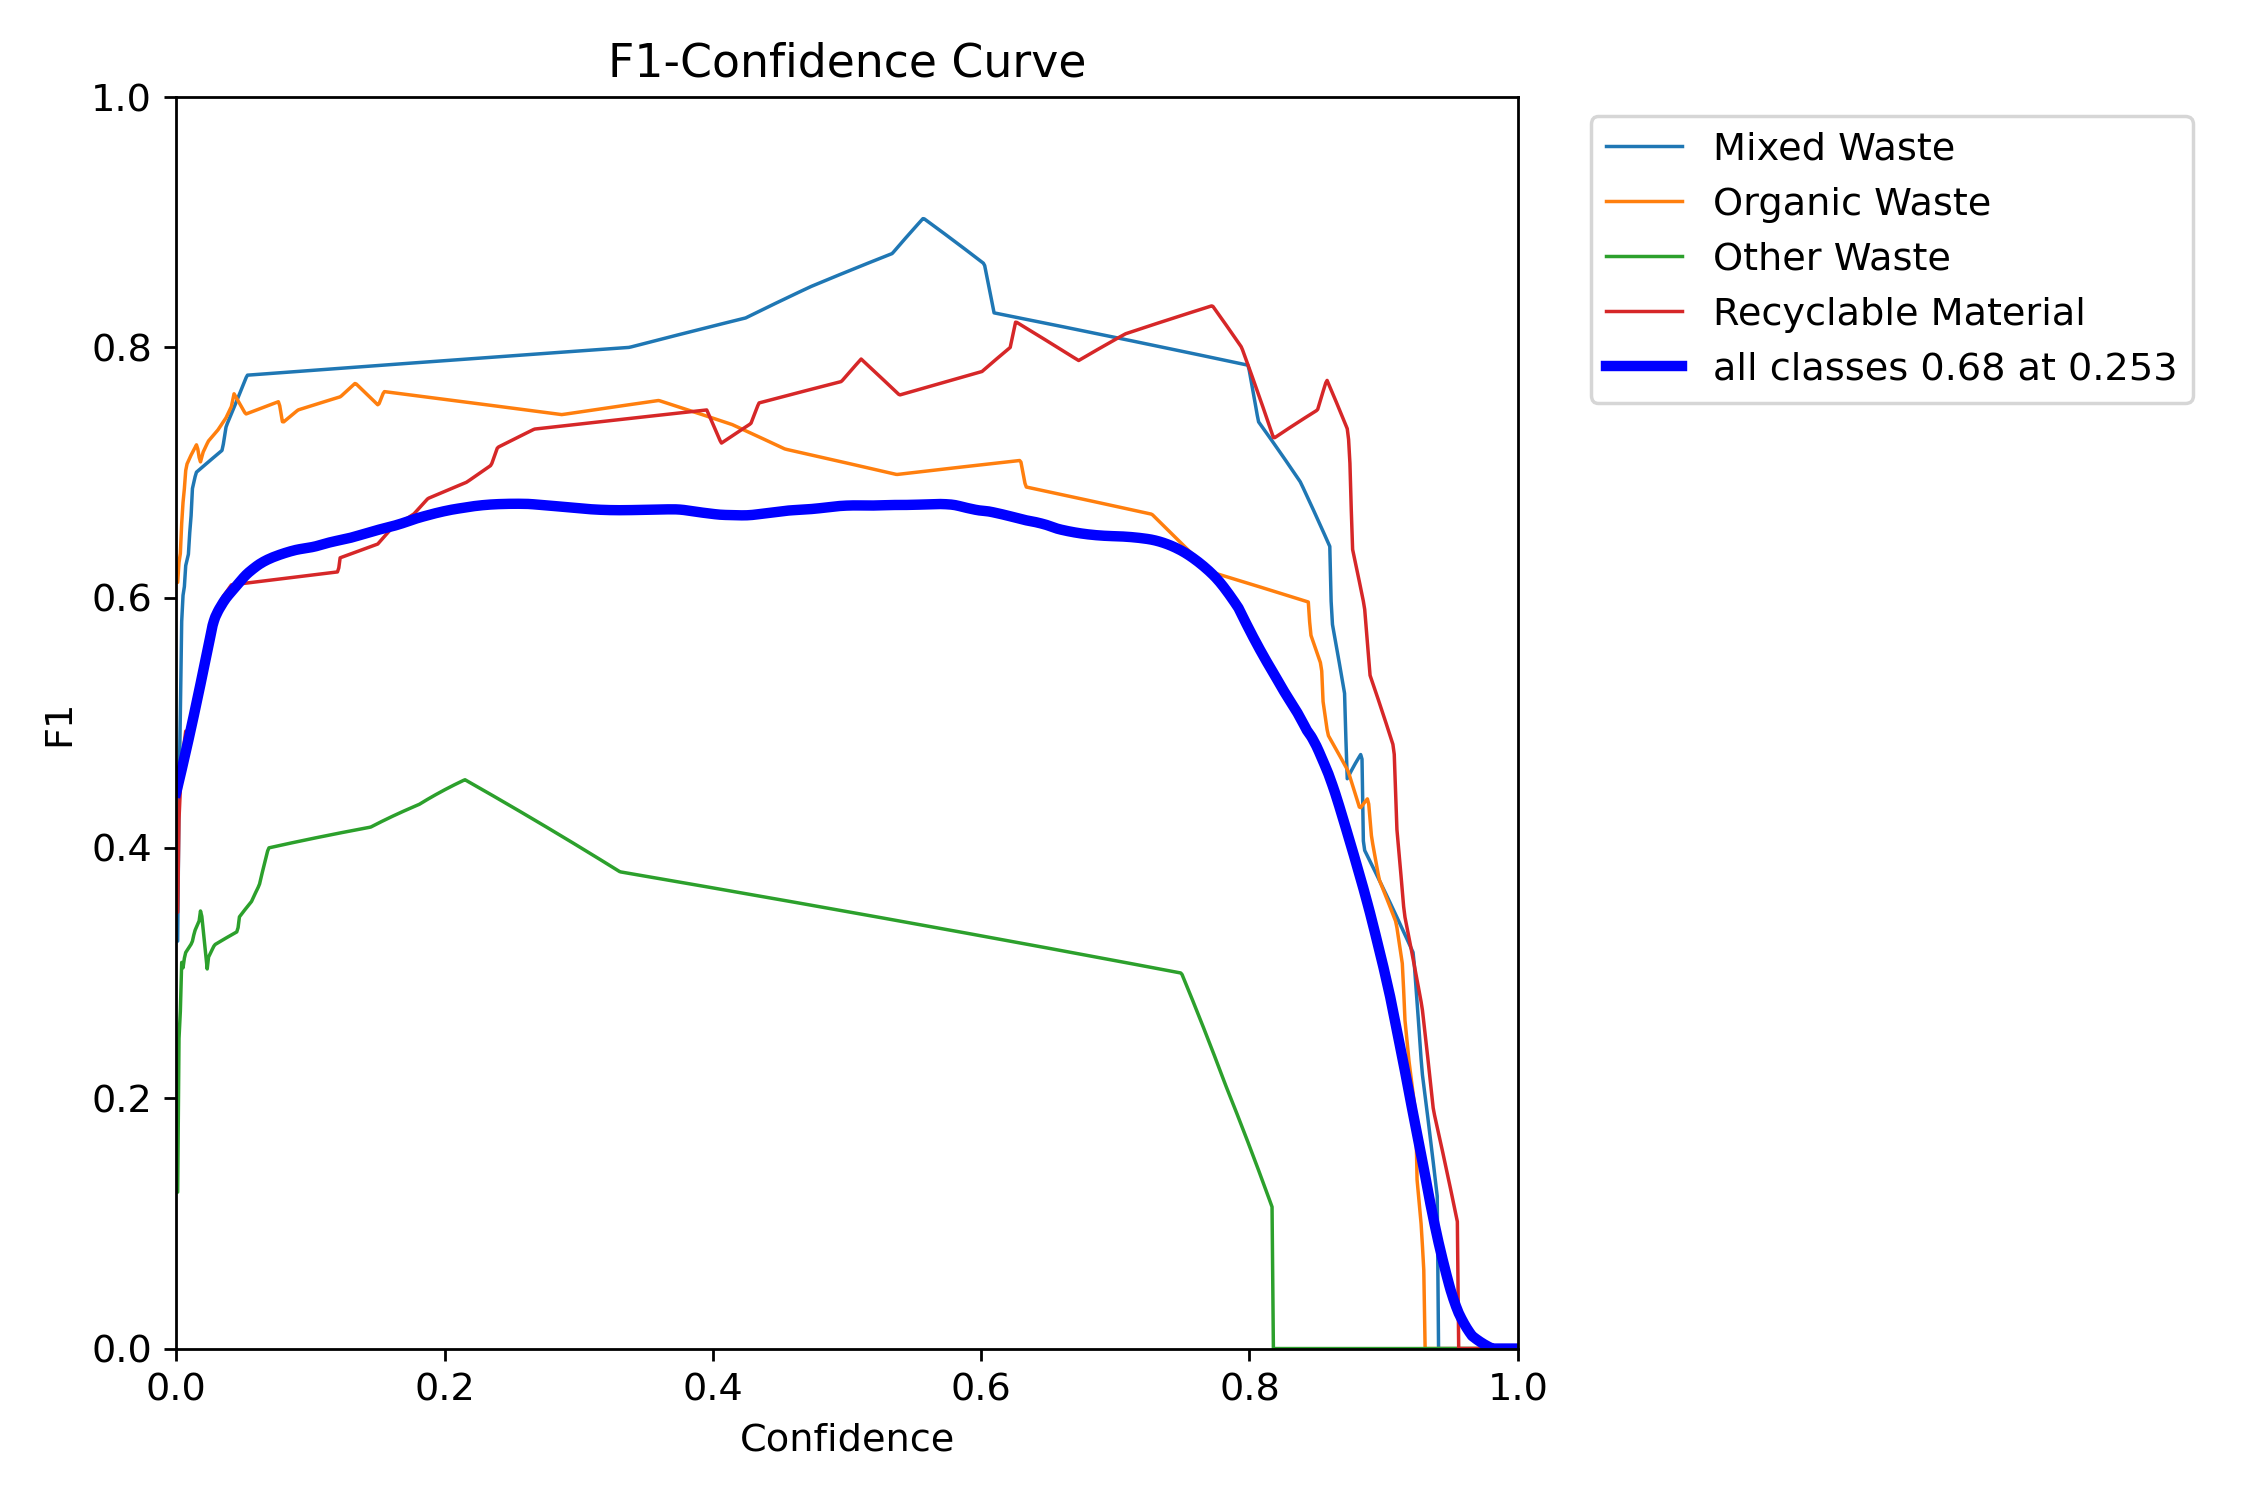 F1-Confidence Curve
1.0
0.8
0.6
0.4
0.2
0.0
F1
0.0 0.2 0.4 0.6 0.8 1.0
Confidence
Mixed Waste
Organic Waste
Other Waste
Recyclable Material
all classes 0.68 at 0.253